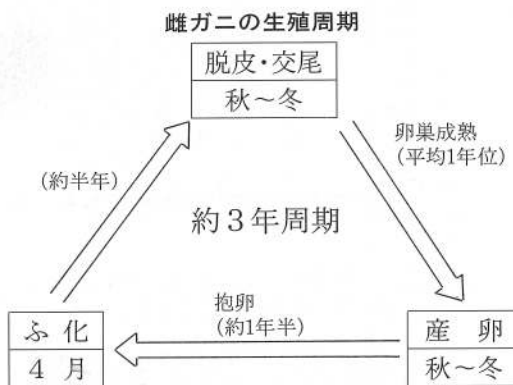 雌ガニの生殖周期
脱皮・交尾
秋～冬
卵巣成熟
(平均1年位)
(約半年)
約3年周期
抱卵
(約1年半)
ふ 化
4 月
産 卵
秋～冬